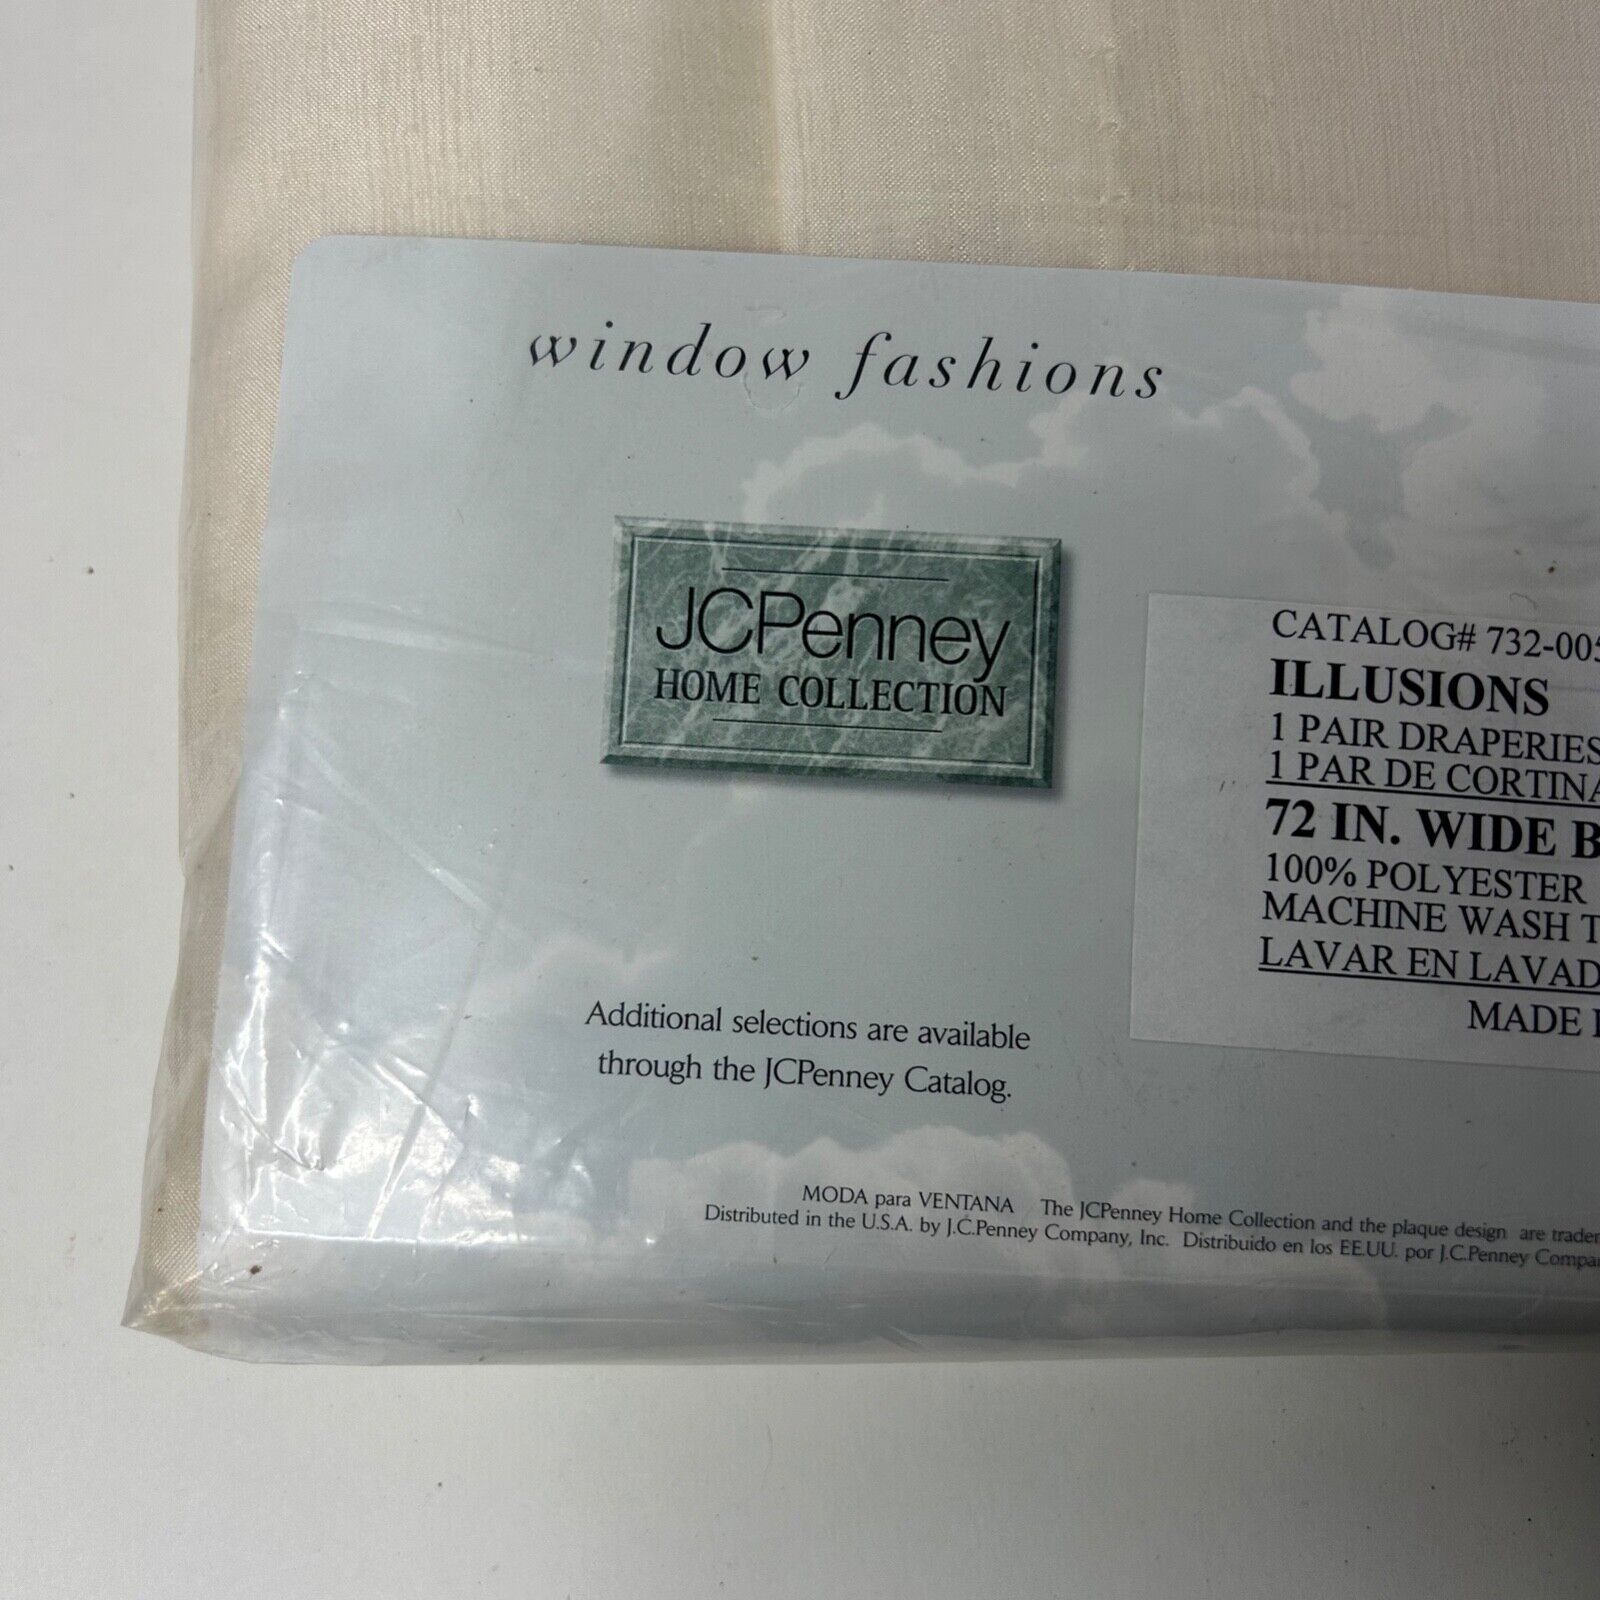 window fashions
JCPenney
HOME COLLECTION
CATALOG# 732-005
ILLUSIONS
1 PAIR DRAPERIES
1 PAR DE CORTINA
72 IN. WIDE B
100% POLYESTER
MACHINE WASH T
LAVAR EN LAVAD
MADE
Additional selections are available
through the JCPenney Catalog.
MODA para VENTANA The JCPenney Home Collection and the plaque design are trade
Distributed in the U.S.A. by J.C.Penney Company, Inc. Distribuido en los EE.UU. por J.C.Penney Compa